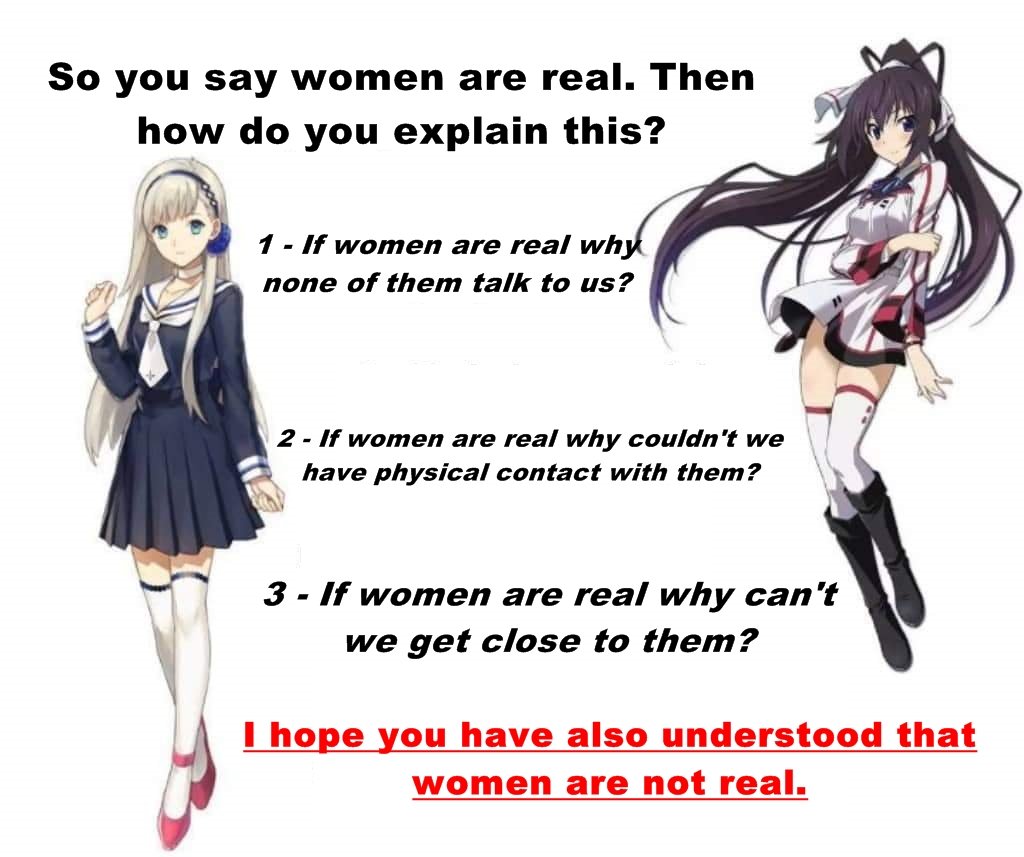 So you say women are real. Then
how do you explain this?
1 - If women are real why
none of them talk to us?
2 - If women are real why couldn't we
have physical contact with them?
3 - If women are real why can't
we get close to them?
I hope you have also understood that
women are not real.